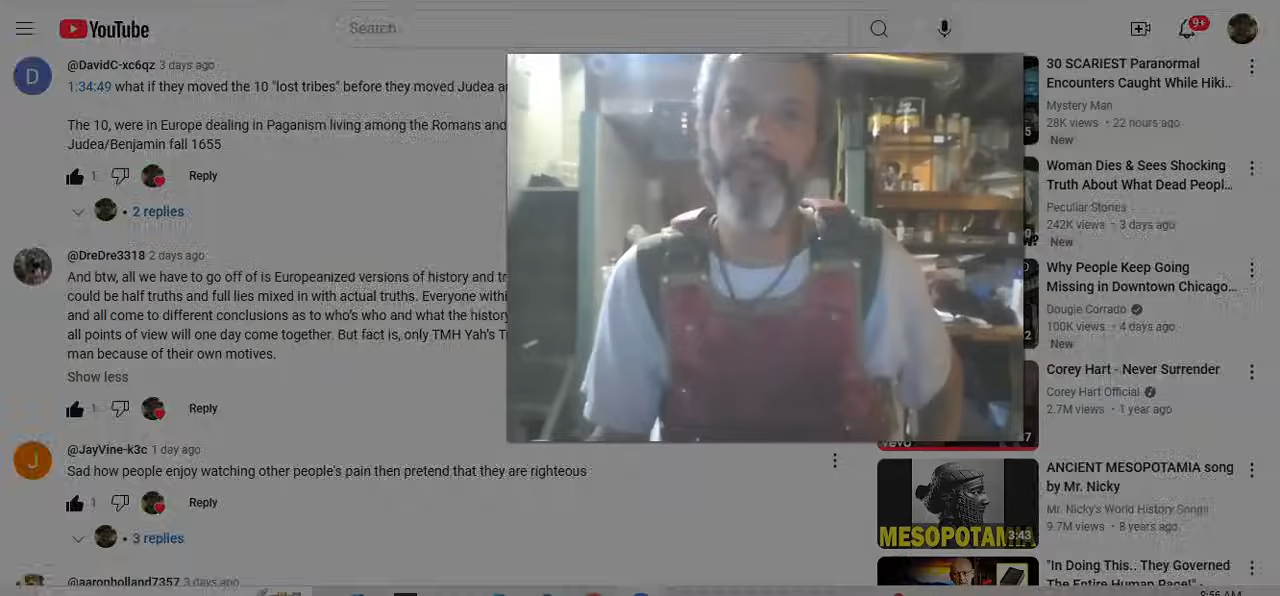 YouTube
Search
9+
D
@DavidC-xc6qz 3 days ago
1:34:49 what if they moved the 10 "lost tribes" before they moved Judea
The 10, were in Europe dealing in Paganism living among the Romans and
Judea/Benjamin fall 1655
1
Reply
• 2 replies
@DreDre3318 2 days ago
And btw, all we have to go off of is Europeanized versions of history and
could be half truths and full lies mixed in with actual truths. Everyone
and all come to different conclusions as to who's who and what the history
all points of view will one day come together. But fact is, only TMH Yah's
man because of their own motives.
Show less
1
Reply
J
@JayVine-k3c 1 day ago
Sad how people enjoy watching other people's pain then pretend that they are righteous
1
Reply
• 3 replies
@aaronholland7357 3 days ago
30 SCARIEST Paranormal
Encounters Caught While Hiki...
Mystery Man
28K views • 22 hours ago
New
Woman Dies & Sees Shocking
Truth About What Dead Peopl...
Peculiar Stories
242K views • 3 days ago
New
Why People Keep Going
Missing in Downtown Chicago...
Dougie Corrado
100K views • 4 days ago
New
Corey Hart - Never Surrender
Corey Hart Official
2.7M views • 1 year ago
vevo
MESOPOTAMIA
3:43
ANCIENT MESOPOTAMIA song
by Mr. Nicky
Mr. Nicky's World History Songs
9.7M views • 8 years ago
"In Doing This.. They Governed
The Entire Human Race!" -
8:56 AM